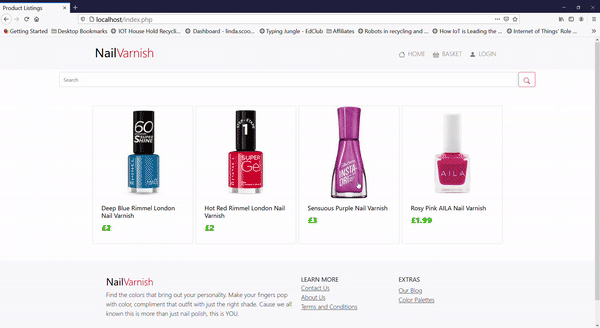 Product Listings
localhost/index.php
Getting Started Desktop Bookmarks IOT House Hold Recycli... Dashboard - linda.scoo... Typing Jungle - EdClub Affiliates Robots in recycling and ... How IoT is Leading the ... Internet of Things' Role ...
NailVarnish
HOME BASKET LOGIN
Search
60
SUPER
SHINE
1
SUPER
Gel
INSTA-
DRI
AILA
Deep Blue Rimmel London
Nail Varnish
£2
Hot Red Rimmel London Nail
Varnish
£2
Sensuous Purple Nail Varnish
£3
Rosy Pink AILA Nail Varnish
£1.99
NailVarnish
Find the colors that bring out your personality. Make your fingers pop
with color, compliment that outfit with just the right shade. Cause we all
known this is more than just nail polish, this is YOU.
LEARN MORE
Contact Us
About Us
Terms and Conditions
EXTRAS
Our Blog
Color Palettes